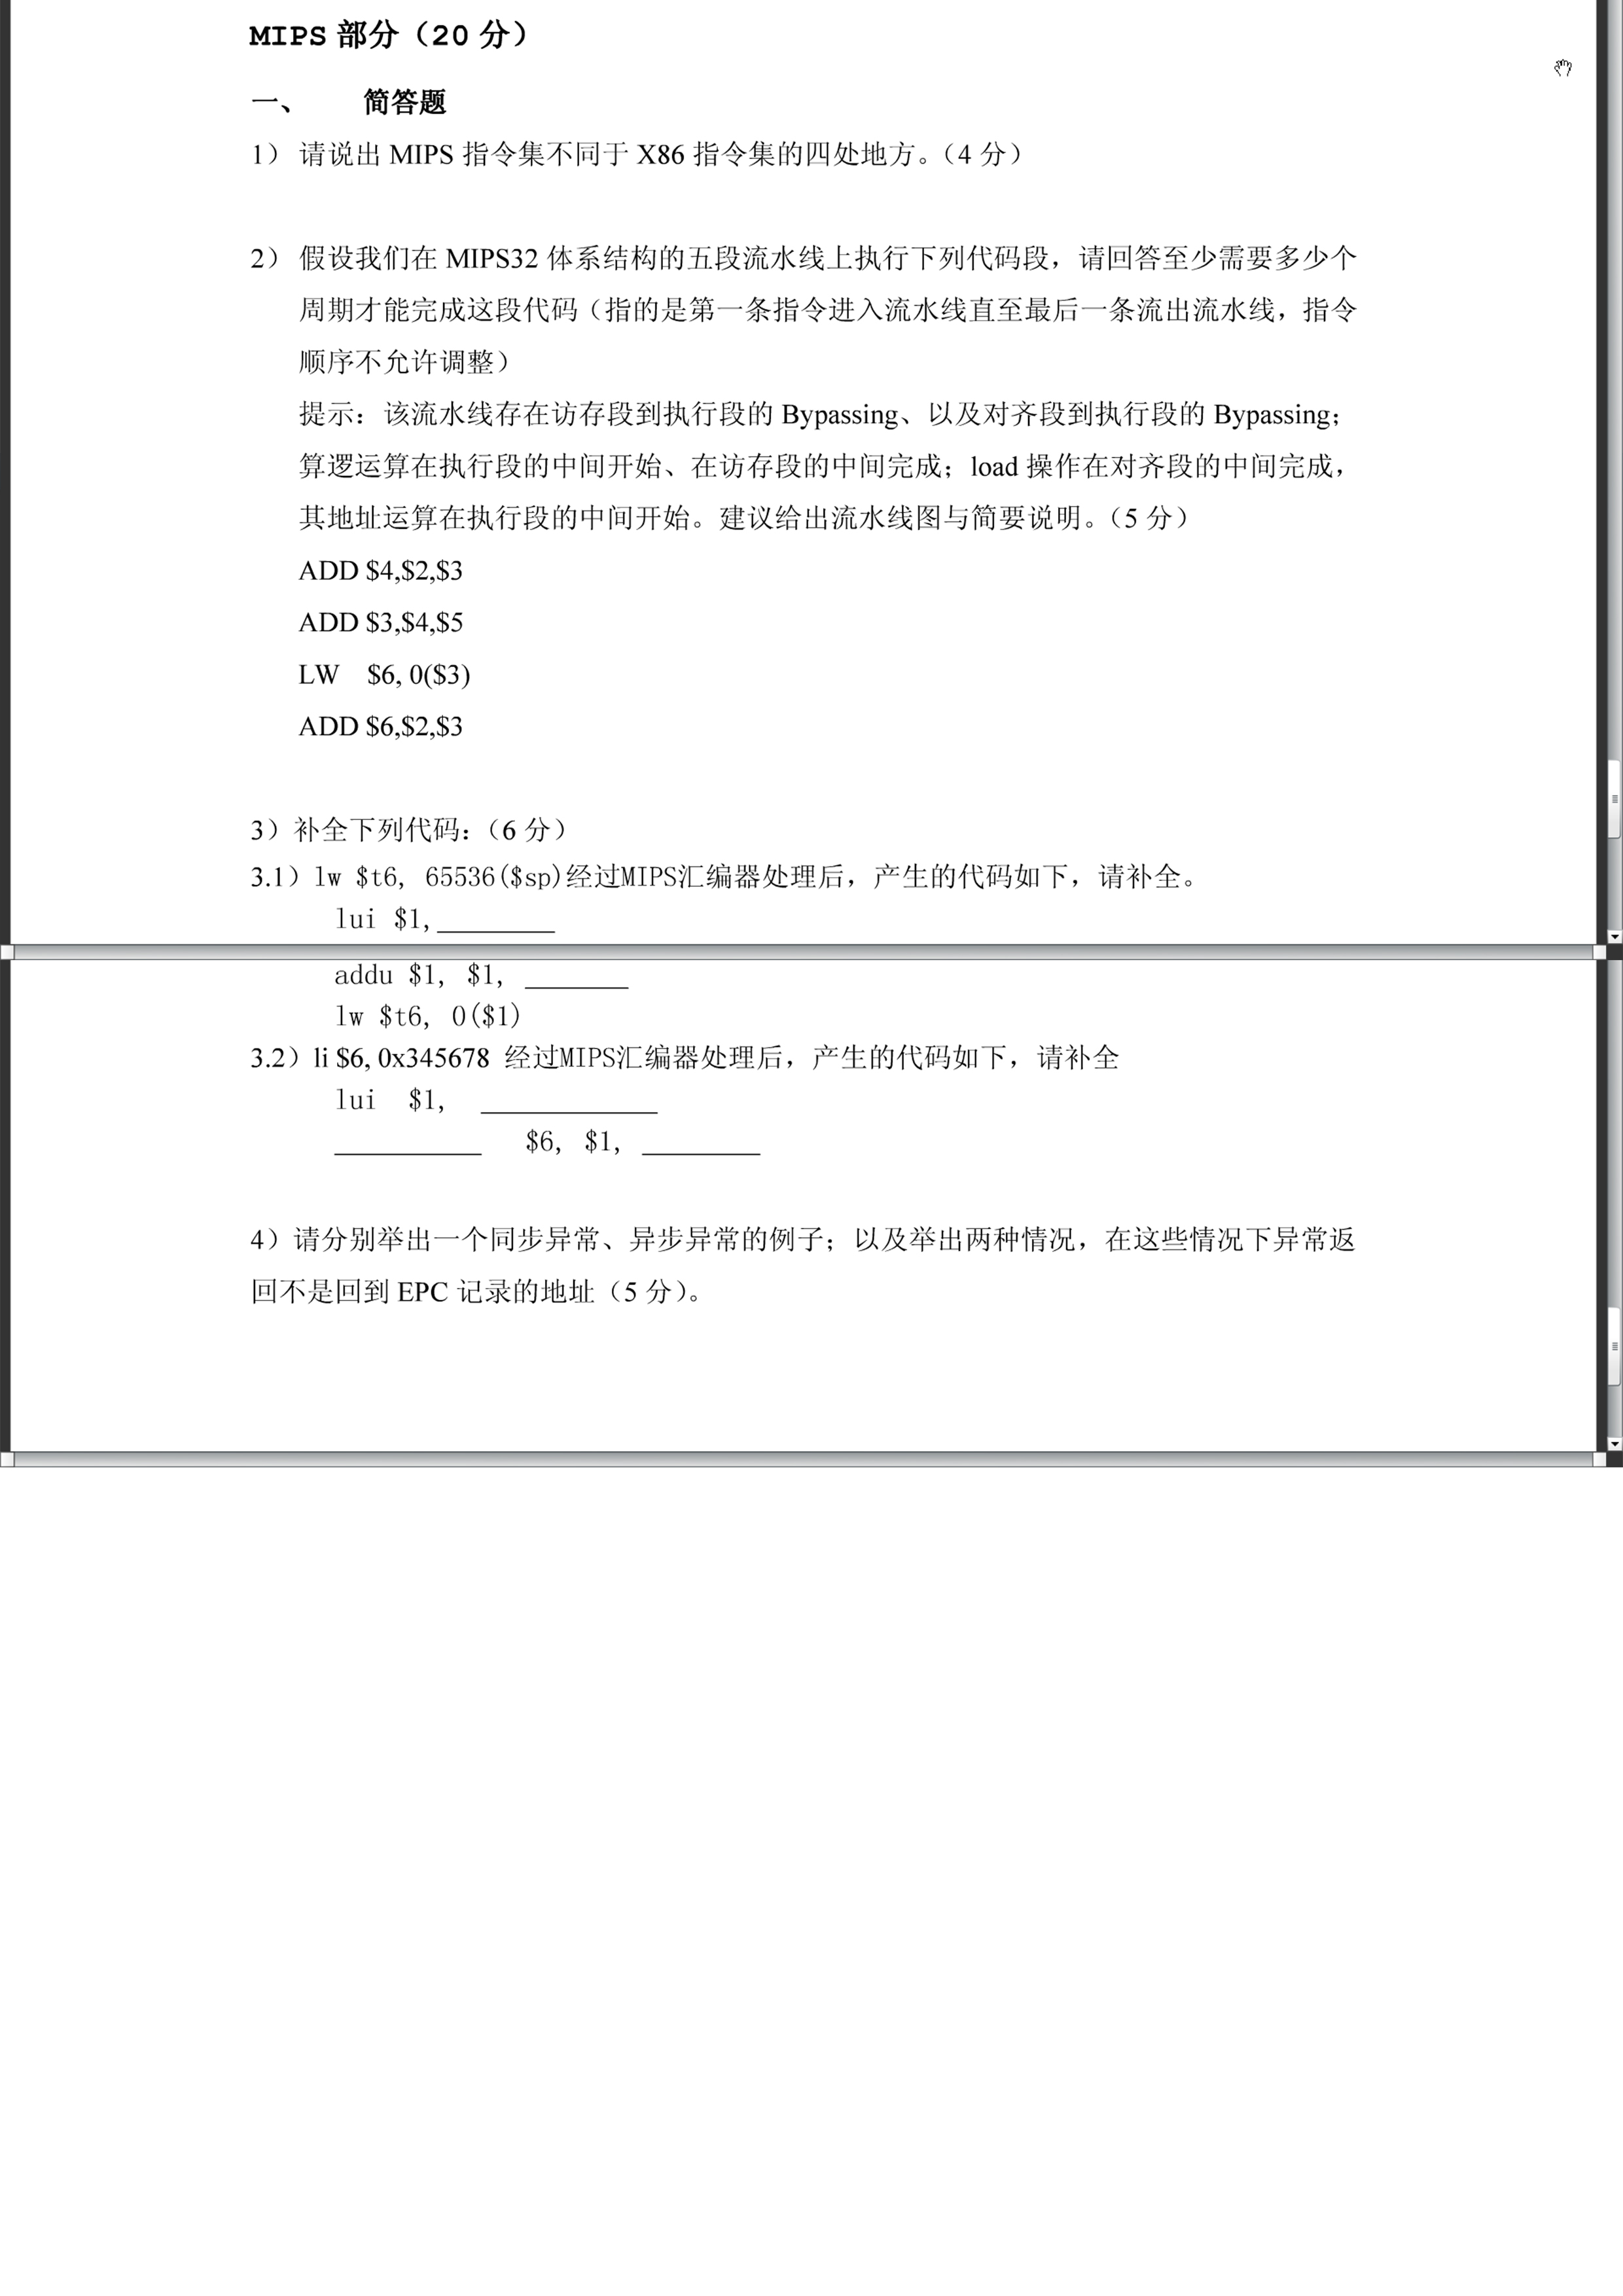 MIPS 部分（20 分）
一、 简答题
1） 请说出 MIPS 指令集不同于 X86 指令集的四处地方。（4 分）
2） 假设我们在 MIPS32 体系结构的五段流水线上执行下列代码段，请回答至少需要多少个
周期才能完成这段代码（指的是第一条指令进入流水线直至最后一条流出流水线，指令
顺序不允许调整）
提示：该流水线存在访存段到执行段的 Bypassing、以及对齐段到执行段的 Bypassing；
算逻运算在执行段的中间开始、在访存段的中间完成；load 操作在对齐段的中间完成，
其地址运算在执行段的中间开始。建议给出流水线图与简要说明。（5 分）
ADD $4,$2,$3
ADD $3,$4,$5
LW $6, 0($3)
ADD $6,$2,$3
3）补全下列代码：（6 分）
3.1）lw $t6, 65536($sp)经过MIPS汇编器处理后，产生的代码如下，请补全。
lui $1,________
addu $1, $1, _______
lw $t6, 0($1)
3.2）li $6, 0x345678 经过MIPS汇编器处理后，产生的代码如下，请补全
lui $1, ____________
__________ $6, $1, ________
4）请分别举出一个同步异常、异步异常的例子；以及举出两种情况，在这些情况下异常返
回不是回到 EPC 记录的地址（5 分）。